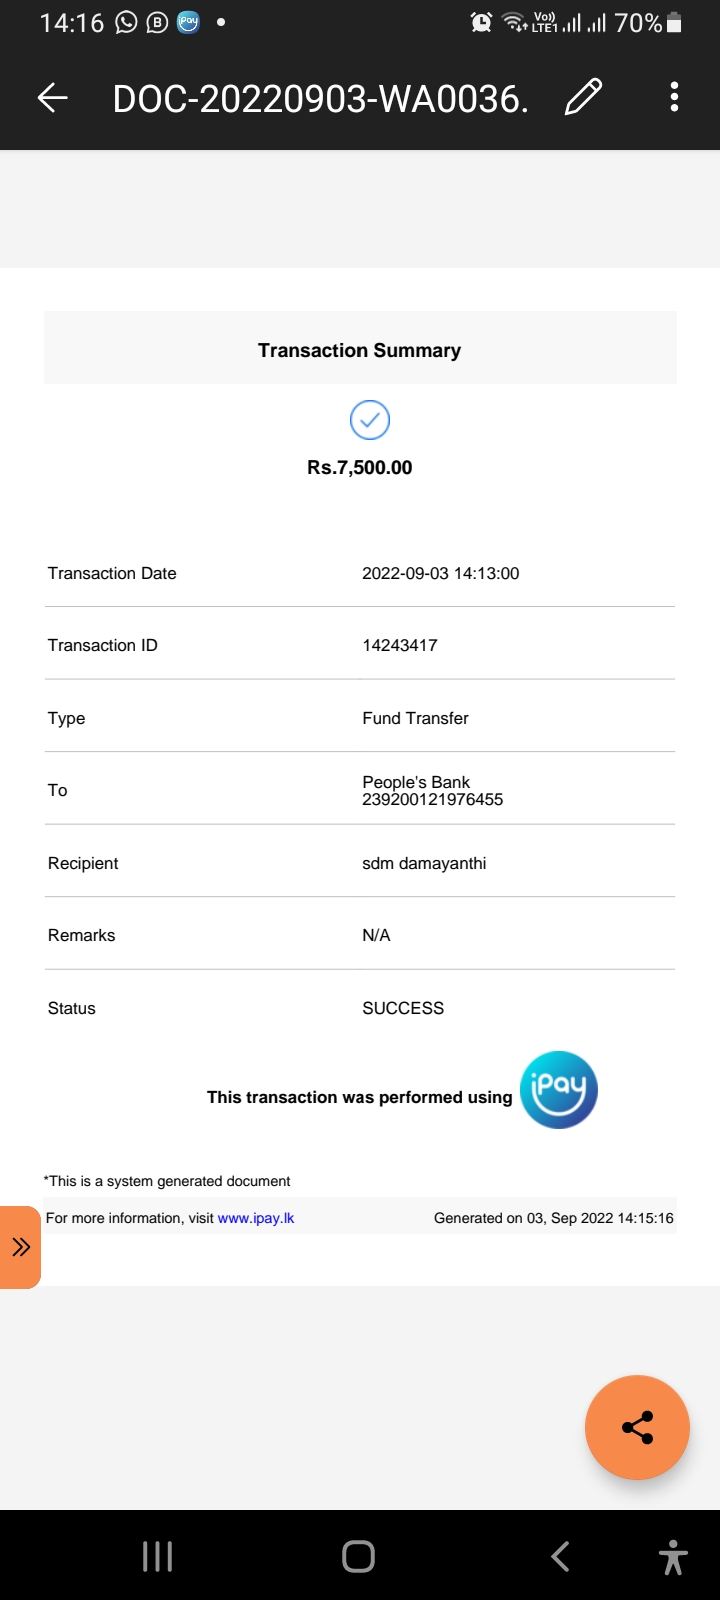 14:16 70%
Vo)) LTE1
DOC-20220903-WA0036.
Transaction Summary
Rs.7,500.00
Transaction Date 2022-09-03 14:13:00
Transaction ID 14243417
Type Fund Transfer
To People's Bank
239200121976455
Recipient sdm damayanthi
Remarks N/A
Status SUCCESS
This transaction was performed using iPay
*This is a system generated document
For more information, visit www.ipay.lk Generated on 03, Sep 2022 14:15:16